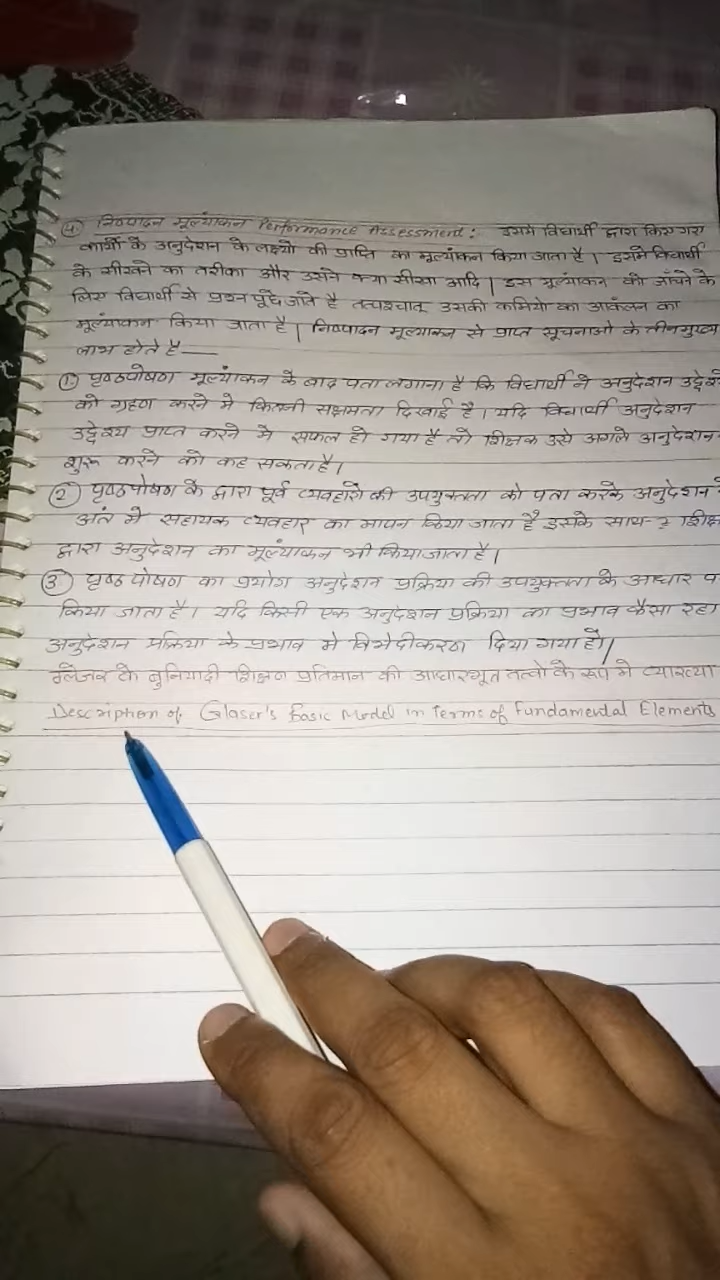 ④ निष्पादन मूल्यांकन Performance Assessment: इसमे विद्यार्थी द्वारा किए गए
कार्यो के अनुदेशन के लक्ष्यो की प्राप्ति का मूल्यांकन किया जाता है। इसमे विद्यार्थी
के सीखने का तरीका और उसने क्या सीखा आदि। इस मूल्यांकन को जाँचने के
लिए विद्यार्थी से प्रश्न पूछे जाते है तत्पश्चात् उसकी कमियो का आकंलन का
मूल्यांकन किया जाता है। निष्पादन मूल्यांकन से प्राप्त सूचनाओ के तीन मुख्य
लाभ होते है—
① पृष्ठपोषण मूल्यांकन के बाद पता लगाना है कि विद्यार्थी ने अनुदेशन उद्देश्
को ग्रहण करने मे कितनी सक्षमता दिखाई है। यदि विद्यार्थी अनुदेशन
उद्देश्य प्राप्त करने मे सफल हो गया है तो शिक्षक उसे अगले अनुदेशन
शुरू करने को कह सकता है।
② पृष्ठपोषण के द्वारा पूर्व व्यवहारो की उपयुक्तता को पता करके अनुदेशन
अंत मे सहायक व्यवहार का मापन किया जाता है इसके साथ-2 शिक्ष
द्वारा अनुदेशन का मूल्यांकन भी किया जाता है।
③ पृष्ठ पोषण का प्रयोग अनुदेशन प्रक्रिया की उपयुक्तता के आधार प
किया जाता है। यदि किसी एक अनुदेशन प्रक्रिया का प्रभाव कैसा रहा
अनुदेशन प्रक्रिया के प्रभाव मे विभेदीकरण दिया गया हो।
ग्लेजर के बुनियादी शिक्षण प्रतिमान की आधारभूत तत्वो के रूप मे व्याख्या
Description of Glaser's Basic Model in Terms of Fundamental Elements